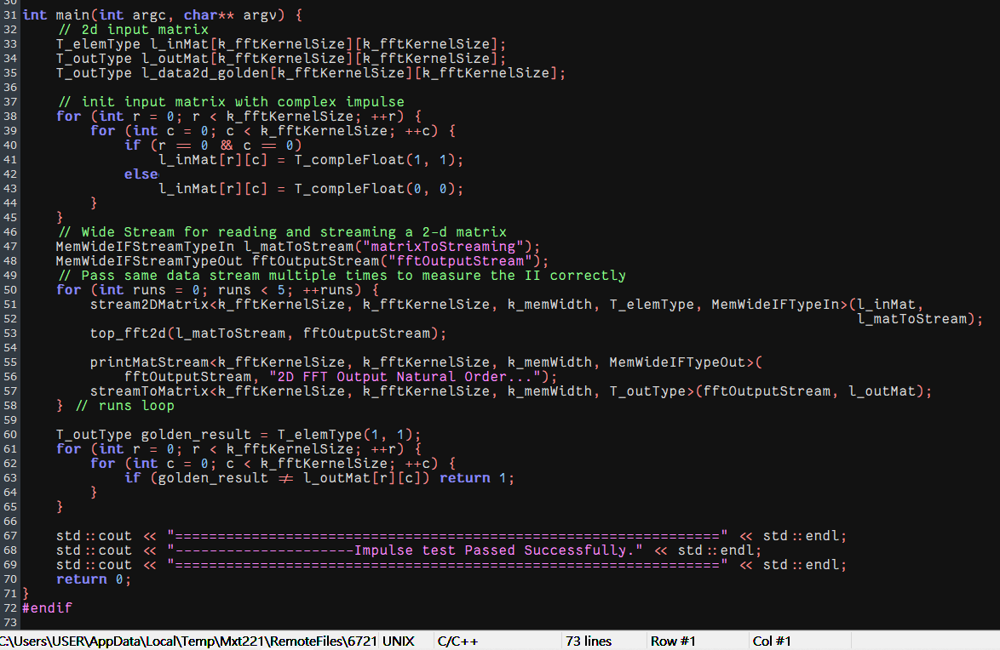 30
31 int main(int argc, char** argv) {
32     // 2d input matrix
33     T_elemType l_inMat[k_fftKernelSize][k_fftKernelSize];
34     T_outType l_outMat[k_fftKernelSize][k_fftKernelSize];
35     T_outType l_data2d_golden[k_fftKernelSize][k_fftKernelSize];
36
37     // init input matrix with complex impulse
38     for (int r = 0; r < k_fftKernelSize; ++r) {
39         for (int c = 0; c < k_fftKernelSize; ++c) {
40             if (r == 0 && c == 0)
41                 l_inMat[r][c] = T_compleFloat(1, 1);
42             else
43                 l_inMat[r][c] = T_compleFloat(0, 0);
44         }
45     }
46     // Wide Stream for reading and streaming a 2-d matrix
47     MemWideIFStreamTypeIn l_matToStream("matrixToStreaming");
48     MemWideIFStreamTypeOut fftOutputStream("fftOutputStream");
49     // Pass same data stream multiple times to measure the II correctly
50     for (int runs = 0; runs < 5; ++runs) {
51         stream2DMatrix<k_fftKernelSize, k_fftKernelSize, k_memWidth, T_elemType, MemWideIFTypeIn>(l_inMat,
52                                                                                                   l_matToStream);
53         top_fft2d(l_matToStream, fftOutputStream);
54
55         printMatStream<k_fftKernelSize, k_fftKernelSize, k_memWidth, MemWideIFTypeOut>(
56             fftOutputStream, "2D FFT Output Natural Order...");
57         streamToMatrix<k_fftKernelSize, k_fftKernelSize, k_memWidth, T_outType>(fftOutputStream, l_outMat);
58     } // runs loop
59
60     T_outType golden_result = T_elemType(1, 1);
61     for (int r = 0; r < k_fftKernelSize; ++r) {
62         for (int c = 0; c < k_fftKernelSize; ++c) {
63             if (golden_result != l_outMat[r][c]) return 1;
64         }
65     }
66
67     std::cout << "================================================================" << std::endl;
68     std::cout << "---------------------Impulse test Passed Successfully." << std::endl;
69     std::cout << "================================================================" << std::endl;
70     return 0;
71 }
72 #endif
73
C:\Users\USER\AppData\Local\Temp\Mxt221\RemoteFiles\6721 UNIX C/C++ 73 lines Row #1 Col #1